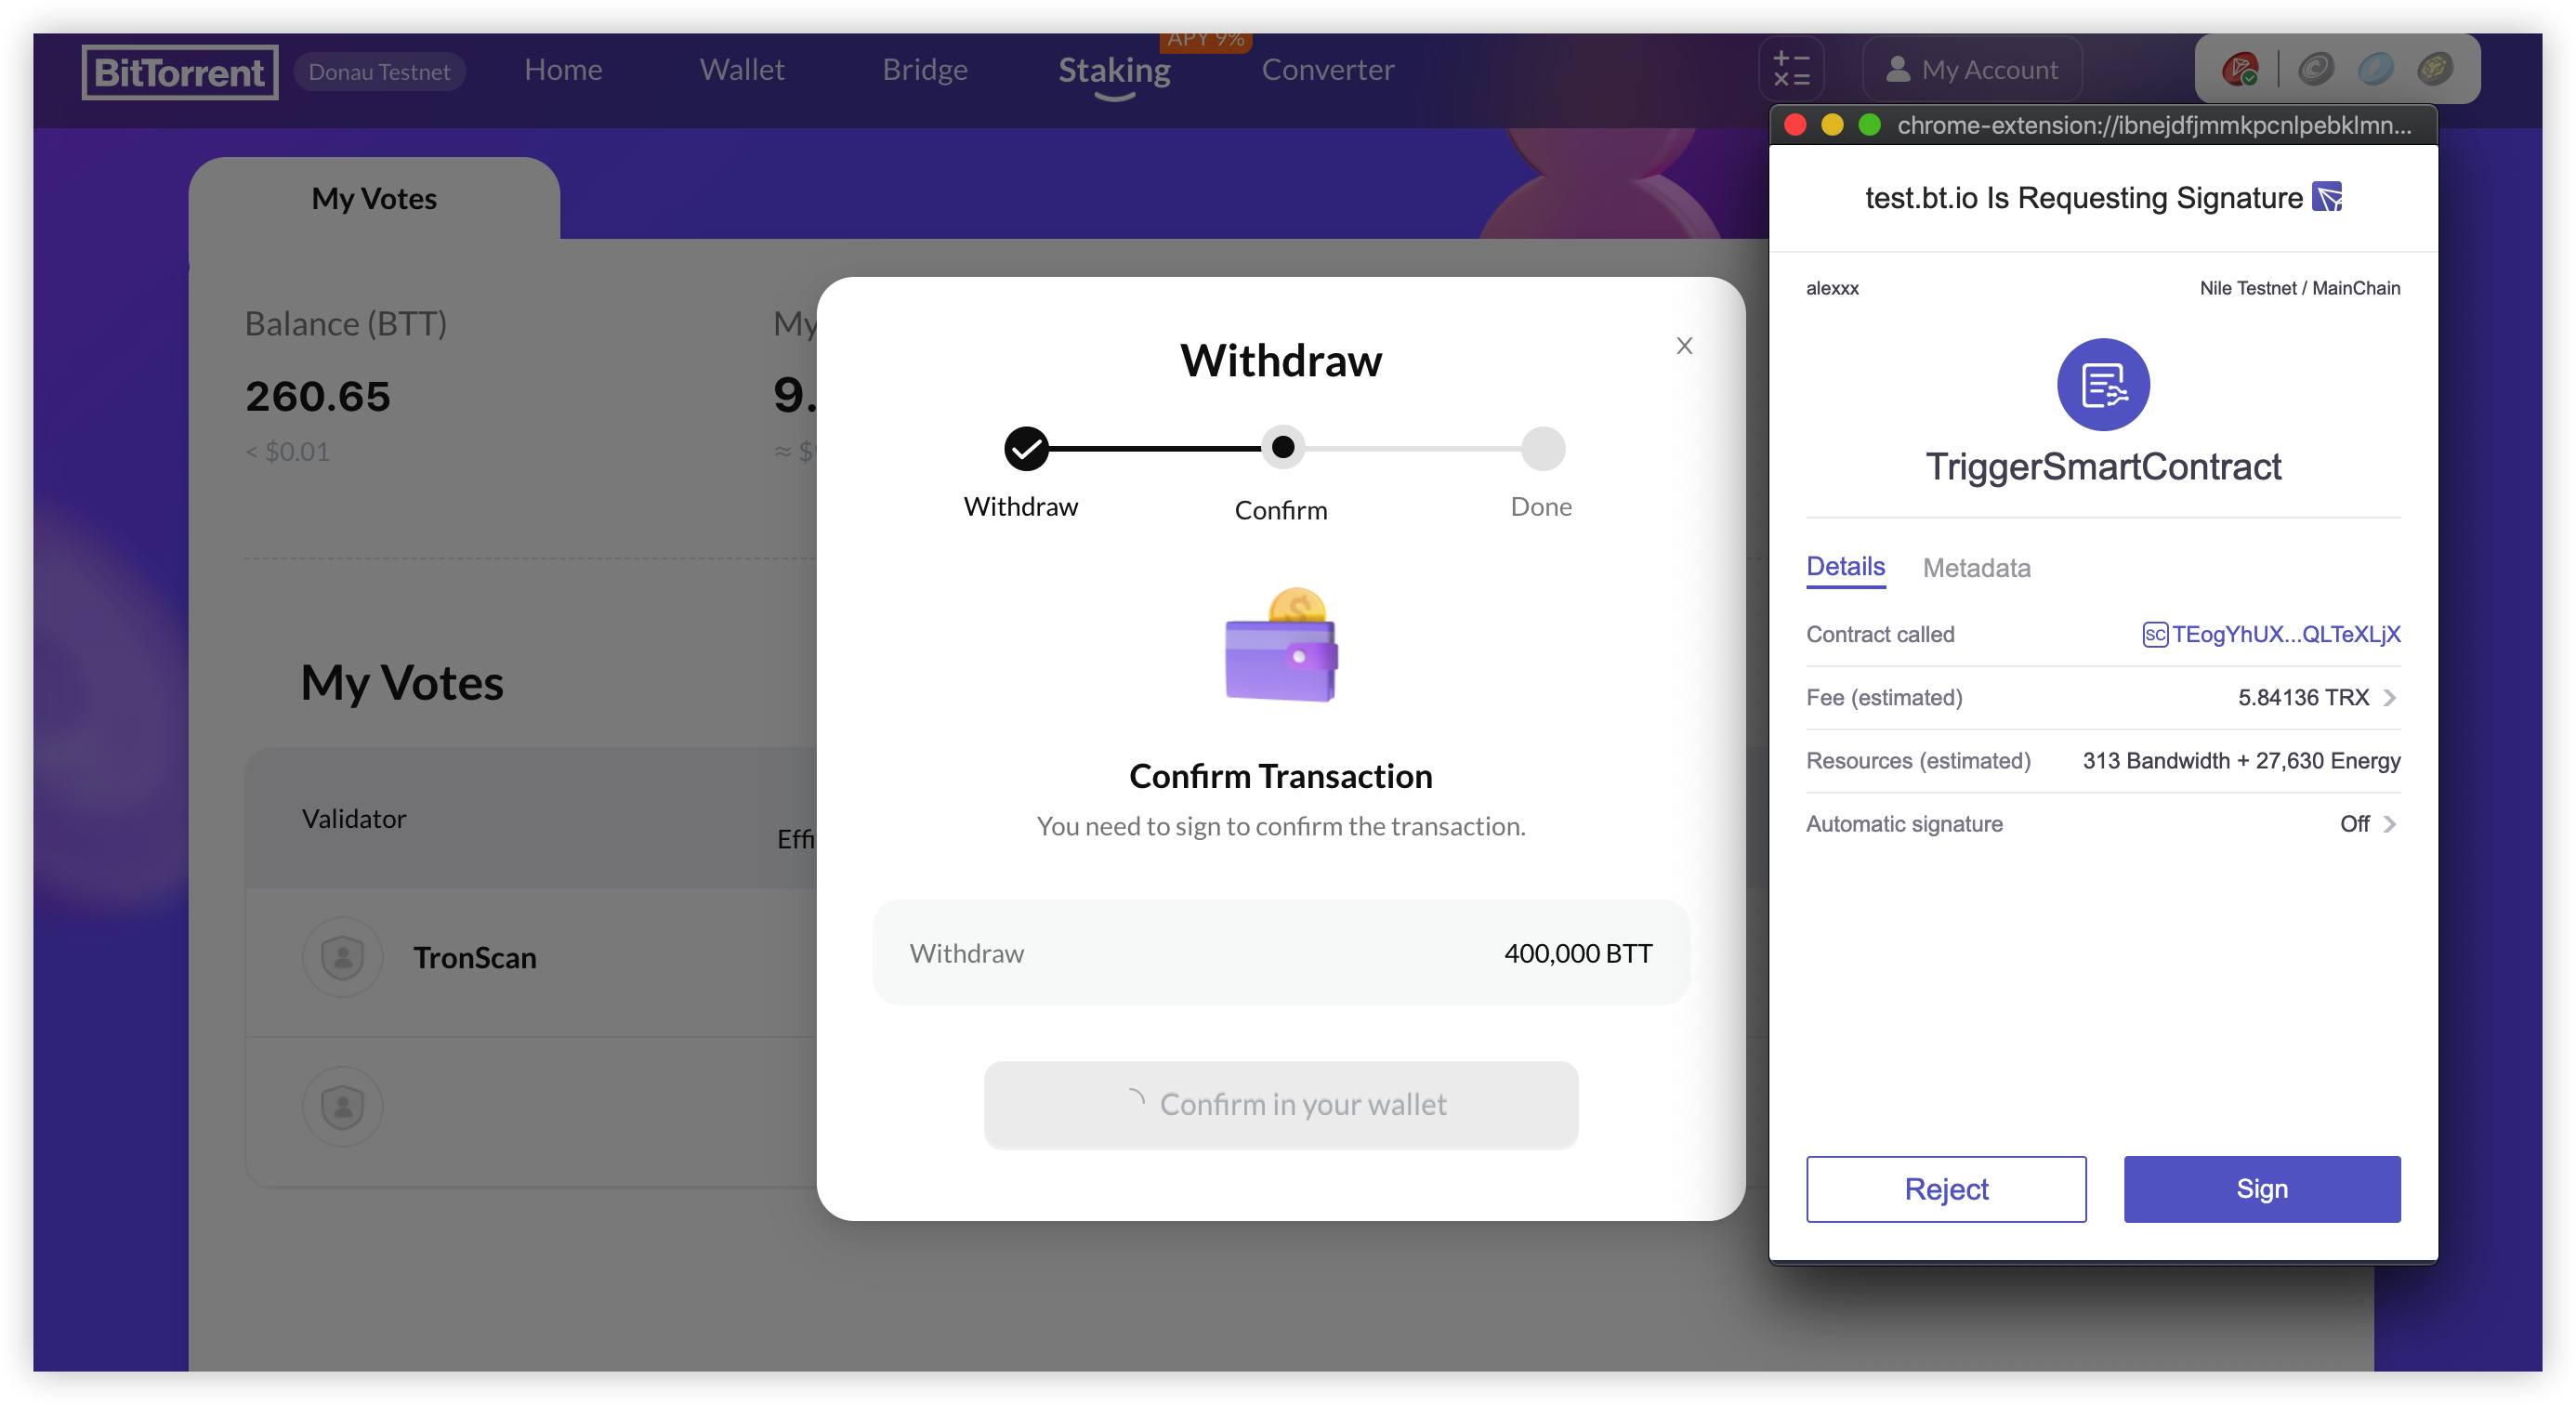 BitTorrent
Donau Testnet
Home
Wallet
Bridge
Staking
APY 9%
Converter
My Account
My Votes
Balance (BTT)
260.65
< $0.01
My
9.
≈ $
My Votes
Validator
Effi
TronScan
Withdraw
X
Withdraw
Confirm
Done
Confirm Transaction
You need to sign to confirm the transaction.
Withdraw
400,000 BTT
Confirm in your wallet
chrome-extension://ibnejdfjmmkpcnlpebklmn...
test.bt.io Is Requesting Signature
alexxx
Nile Testnet / MainChain
TriggerSmartContract
Details
Metadata
Contract called
SC TEogYhUX...QLTeXLjX
Fee (estimated)
5.84136 TRX
Resources (estimated)
313 Bandwidth + 27,630 Energy
Automatic signature
Off
Reject
Sign